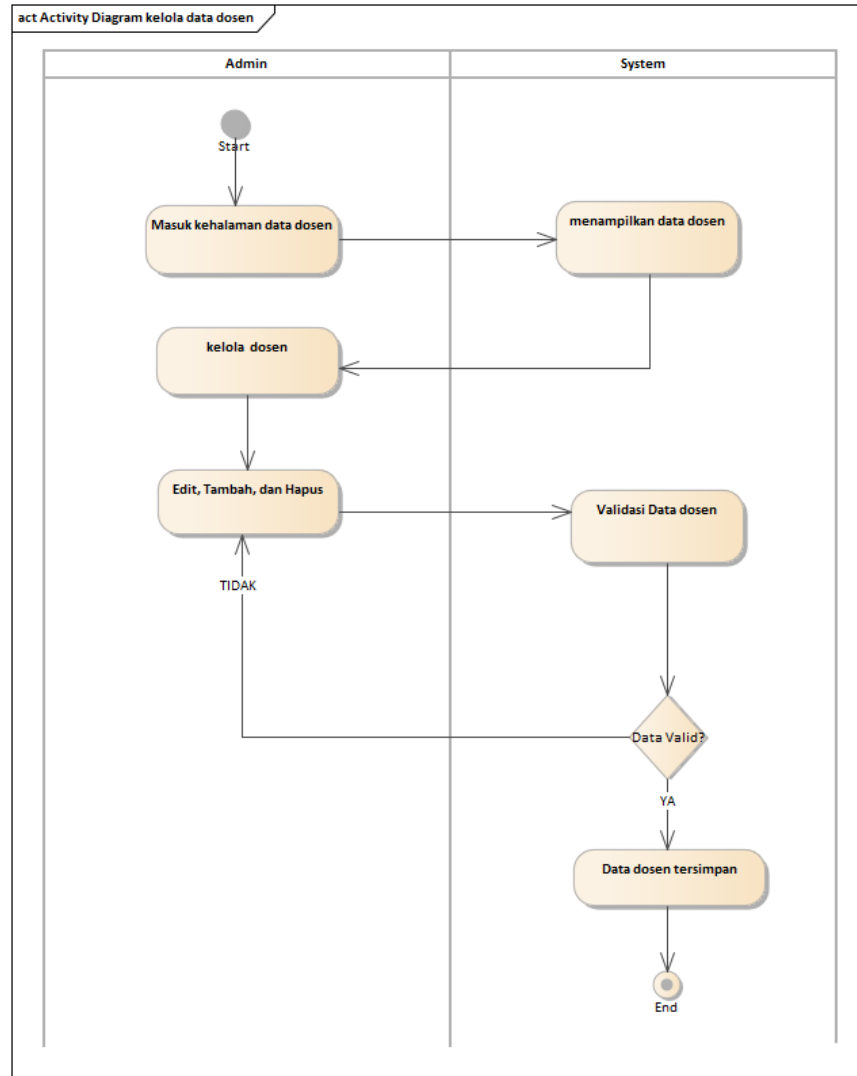 act Activity Diagram kelola data dosen
Admin
System
Start
Masuk kehalaman data dosen
menampilkan data dosen
kelola dosen
Edit, Tambah, dan Hapus
Validasi Data dosen
TIDAK
Data Valid?
YA
Data dosen tersimpan
End